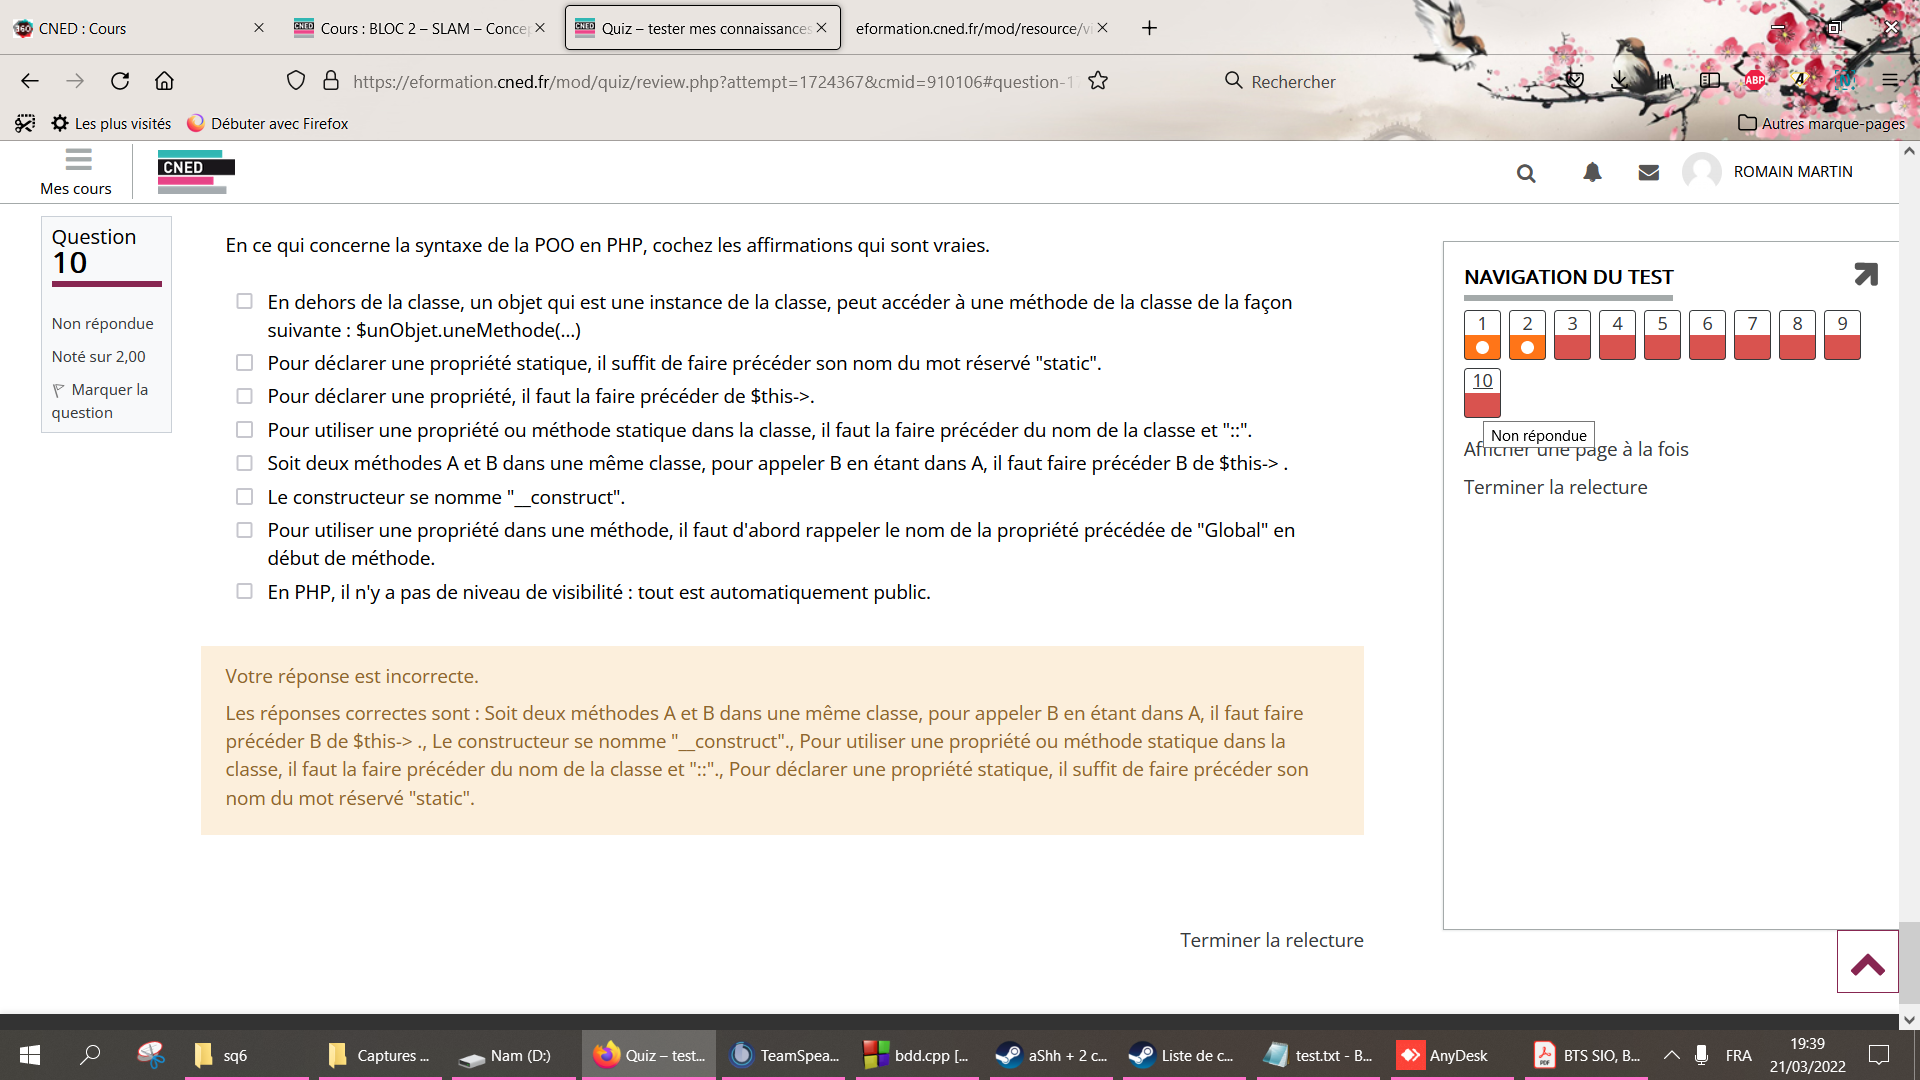 CNED : Cours
Cours : BLOC 2 – SLAM – Concep
Quiz – tester mes connaissances
eformation.cned.fr/mod/resource/vi
https://eformation.cned.fr/mod/quiz/review.php?attempt=1724367&cmid=910106#question-1
Rechercher
ABP
Les plus visités
Débuter avec Firefox
Autres marque-pages
Mes cours
CNED
ROMAIN MARTIN
Question
10
Non répondue
Noté sur 2,00
Marquer la
question
En ce qui concerne la syntaxe de la POO en PHP, cochez les affirmations qui sont vraies.
En dehors de la classe, un objet qui est une instance de la classe, peut accéder à une méthode de la classe de la façon
suivante : $unObjet.uneMethode(...)
Pour déclarer une propriété statique, il suffit de faire précéder son nom du mot réservé "static".
Pour déclarer une propriété, il faut la faire précéder de $this->.
Pour utiliser une propriété ou méthode statique dans la classe, il faut la faire précéder du nom de la classe et "::".
Soit deux méthodes A et B dans une même classe, pour appeler B en étant dans A, il faut faire précéder B de $this-> .
Le constructeur se nomme "__construct".
Pour utiliser une propriété dans une méthode, il faut d'abord rappeler le nom de la propriété précédée de "Global" en
début de méthode.
En PHP, il n'y a pas de niveau de visibilité : tout est automatiquement public.
Votre réponse est incorrecte.
Les réponses correctes sont : Soit deux méthodes A et B dans une même classe, pour appeler B en étant dans A, il faut faire
précéder B de $this-> ., Le constructeur se nomme "__construct"., Pour utiliser une propriété ou méthode statique dans la
classe, il faut la faire précéder du nom de la classe et "::"., Pour déclarer une propriété statique, il suffit de faire précéder son
nom du mot réservé "static".
Terminer la relecture
NAVIGATION DU TEST
1 2 3 4 5 6 7 8 9
10
Non répondue
Afficher une page à la fois
Terminer la relecture
sq6
Captures ...
Nam (D:)
Quiz – test...
TeamSpea...
bdd.cpp [...
aShh + 2 c...
Liste de c...
test.txt - B...
AnyDesk
BTS SIO, B...
FRA
19:39
21/03/2022